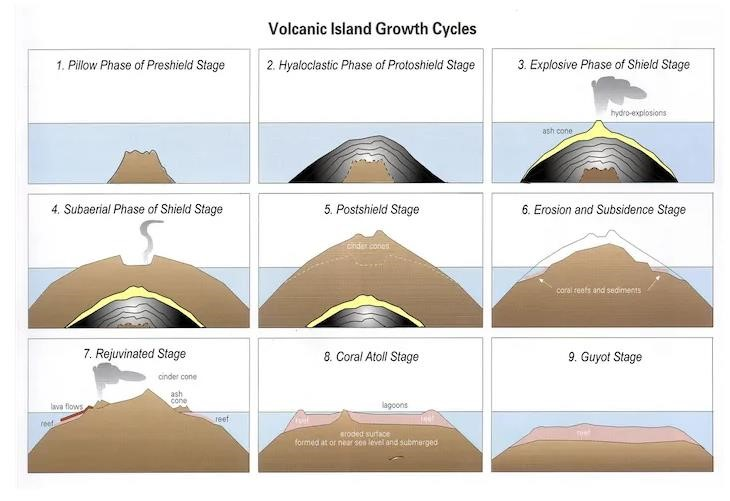 Volcanic Island Growth Cycles
1. Pillow Phase of Preshield Stage
2. Hyaloclastic Phase of Protoshield Stage
3. Explosive Phase of Shield Stage
hydro-explosions
ash cone
4. Subaerial Phase of Shield Stage
5. Postshield Stage
cinder cones
6. Erosion and Subsidence Stage
coral reefs and sediments
7. Rejuvinated Stage
cinder cone
ash
cone
lava flows
reef
reef
8. Coral Atoll Stage
lagoons
reef
reef
eroded surface
formed at or near sea level and submerged
9. Guyot Stage
reef